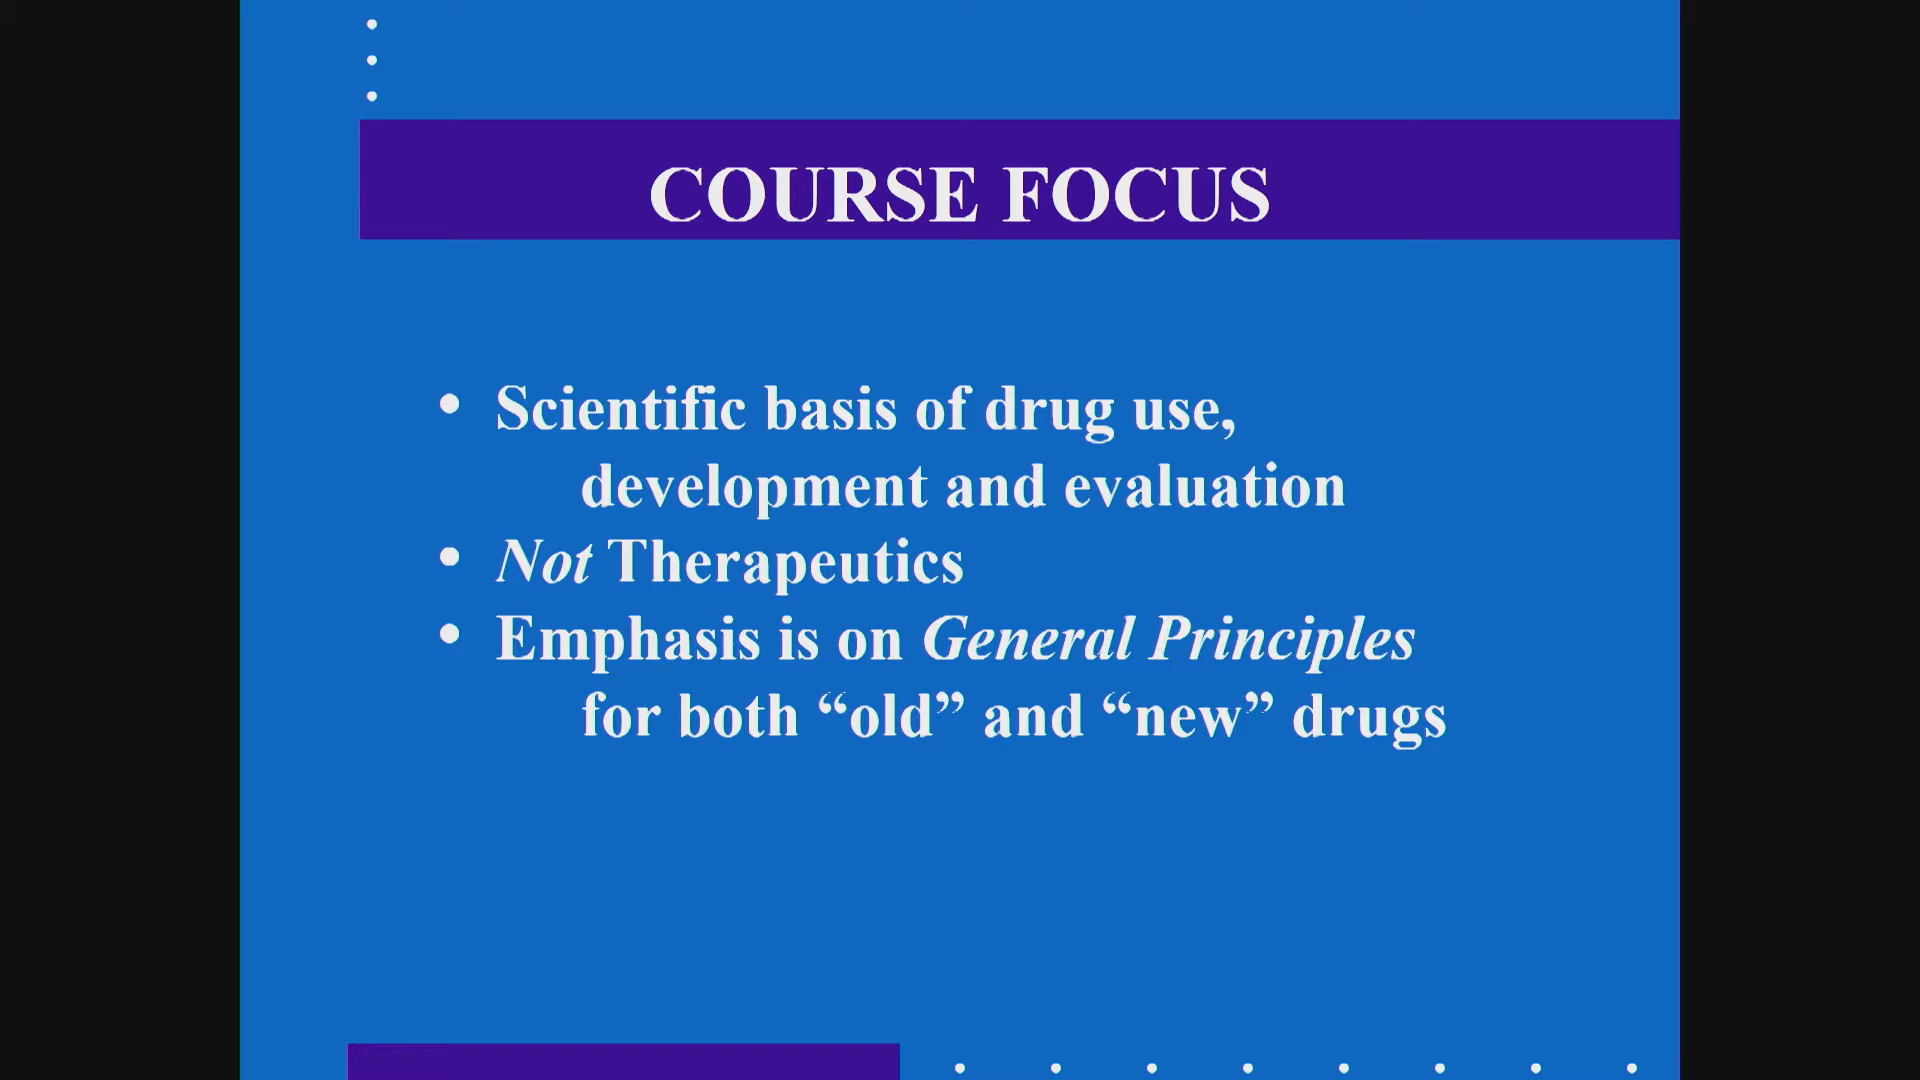 COURSE FOCUS
• Scientific basis of drug use,
development and evaluation
• Not Therapeutics
• Emphasis is on General Principles
for both “old” and “new” drugs